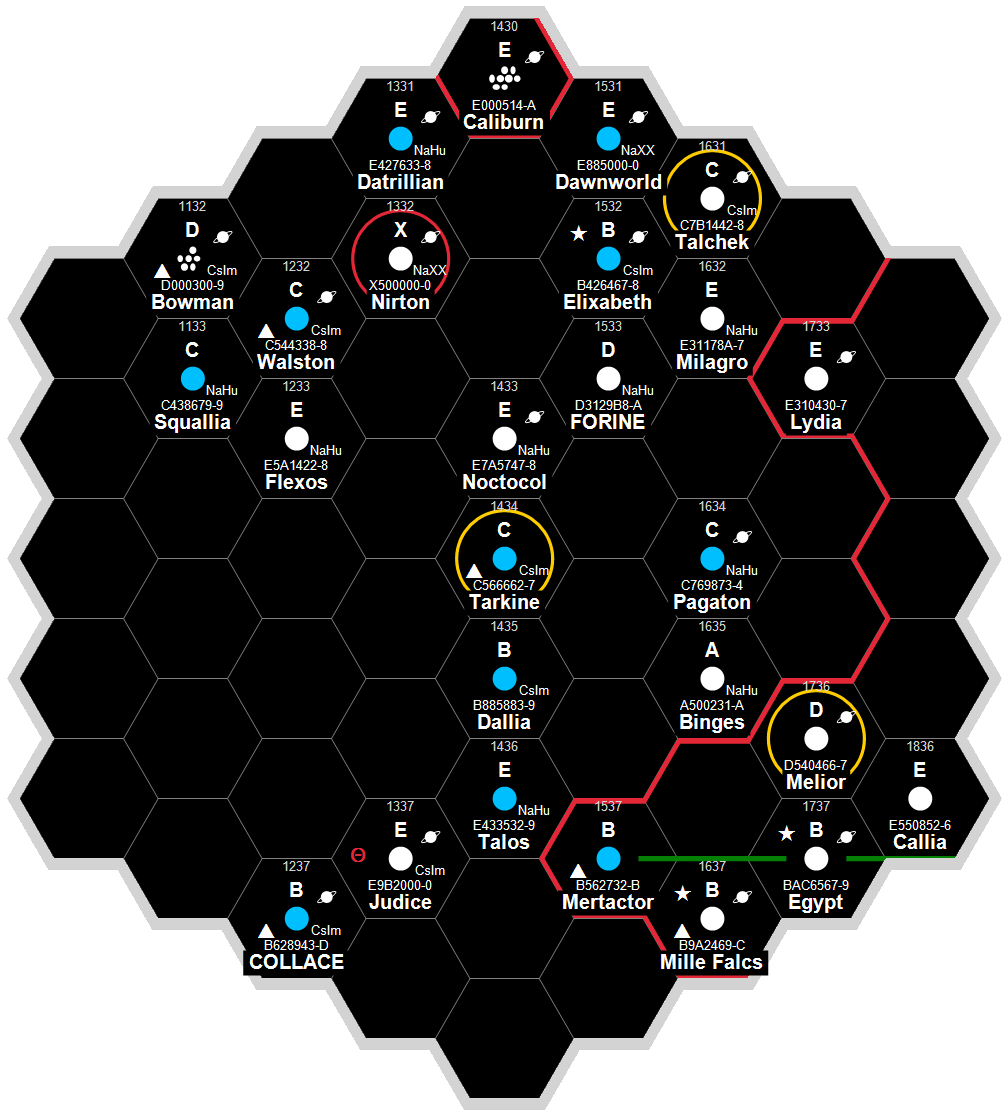 1430
E
E000514-A
Caliburn
1331
E
NaHu
E427633-8
Datrillian
1531
E
NaXX
E885000-0
Dawnworld
1631
C
CsIm
C7B1442-8
Talchek
1132
D
CsIm
D000300-9
Bowman
1332
X
NaXX
X500000-0
Nirton
1532
B
CsIm
B426467-8
Elixabeth
1232
C
CsIm
C544338-8
Walston
1632
E
NaHu
E31178A-7
Milagro
1133
C
NaHu
C438679-9
Squallia
1533
D
NaHu
D3129B8-A
FORINE
1733
E
E310430-7
Lydia
1233
E
NaHu
E5A1422-8
Flexos
1433
E
NaHu
E7A5747-8
Noctocol
1434
C
CsIm
C566662-7
Tarkine
1634
C
NaHu
C769873-4
Pagaton
1435
B
CsIm
B885883-9
Dallia
1635
A
NaHu
A500231-A
Binges
1736
D
D540466-7
Melior
1436
E
NaHu
E433532-9
Talos
1836
E
E550852-6
Callia
1337
E
Θ
CsIm
E9B2000-0
Judice
1537
B
B562732-B
Mertactor
1737
B
BAC6567-9
Egypt
1237
B
CsIm
B628943-D
COLLACE
1637
B
B9A2469-C
Mille Falcs